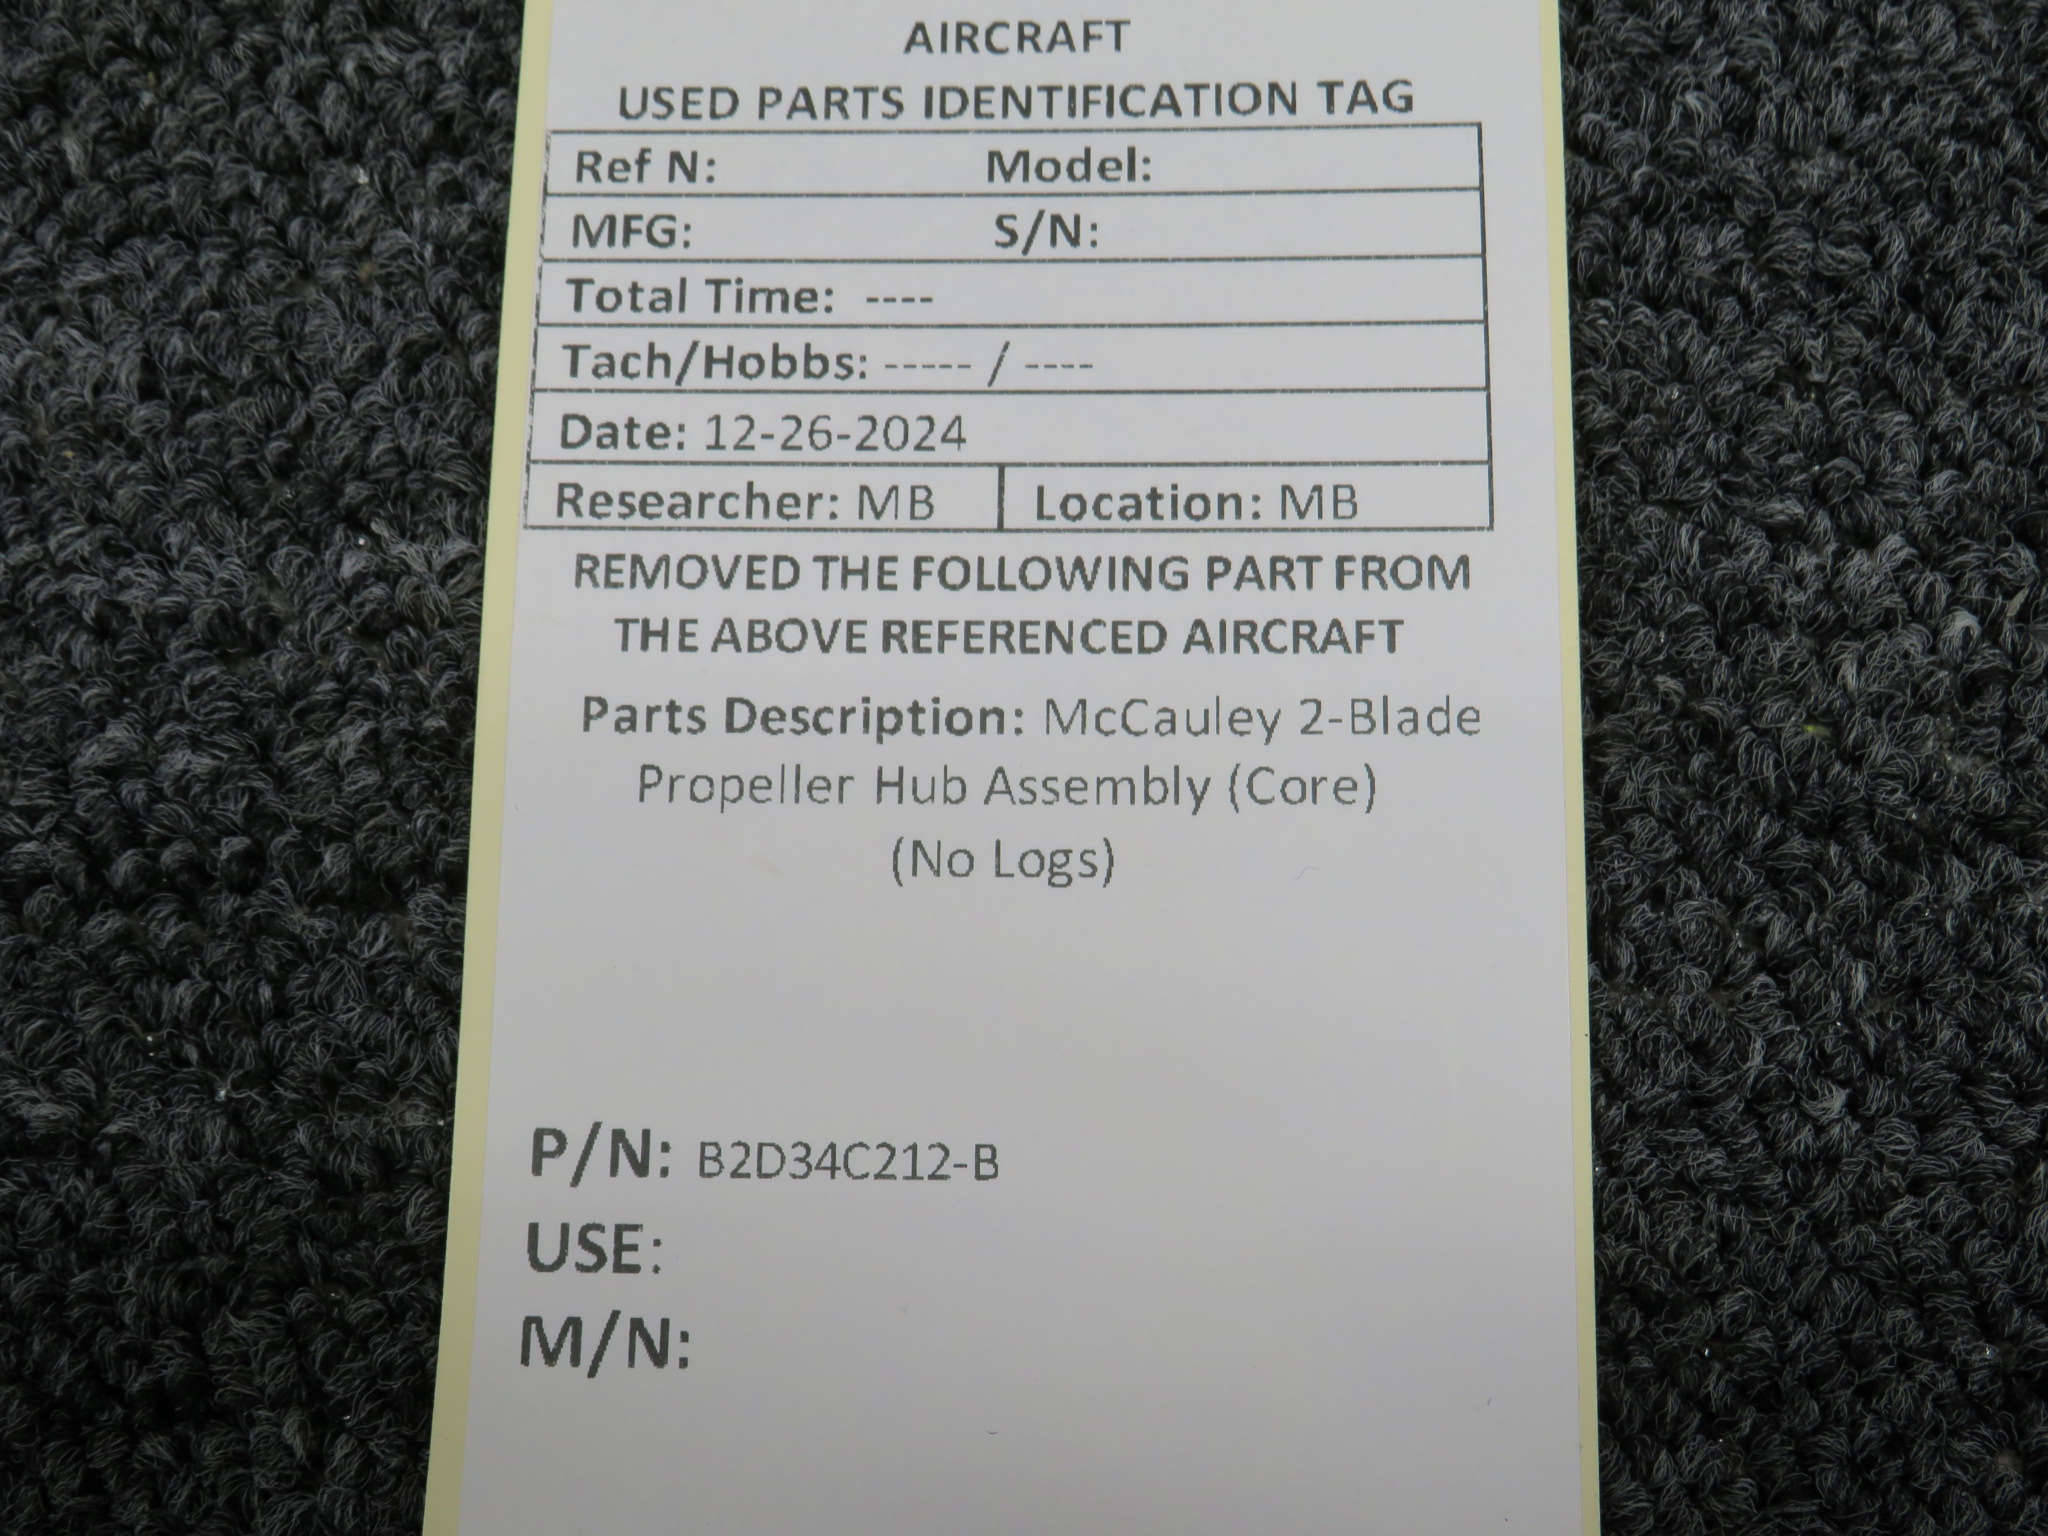 AIRCRAFT
USED PARTS IDENTIFICATION TAG
Ref N: Model:
MFG: S/N:
Total Time: ----
Tach/Hobbs: ----- / ----
Date: 12-26-2024
Researcher: MB Location: MB
REMOVED THE FOLLOWING PART FROM
THE ABOVE REFERENCED AIRCRAFT
Parts Description: McCauley 2-Blade
Propeller Hub Assembly (Core)
(No Logs)
P/N: B2D34C212-B
USE:
M/N: